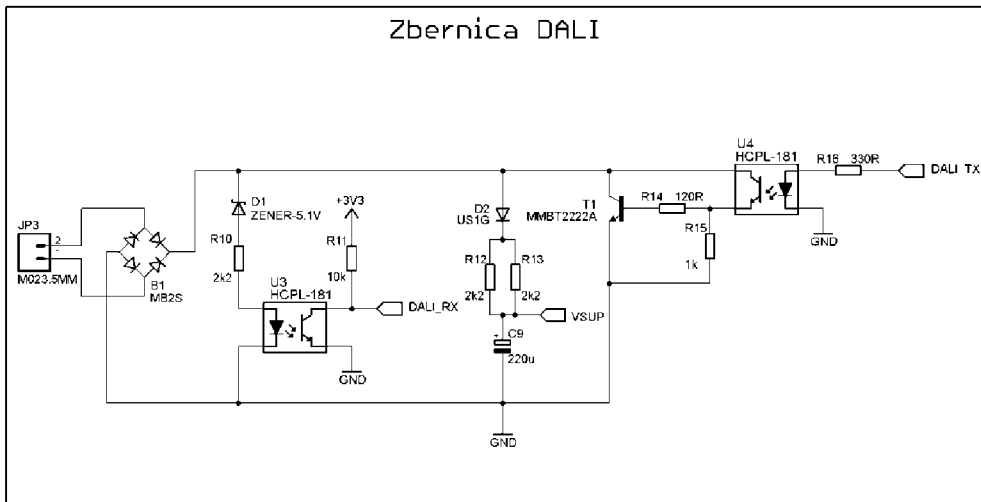 Zbernica DALI
U4
HCPL-181
R16 330R
DALI_TX
D1
ZENER-5.1V
+3V3
D2
US1G
T1
MMBT2222A
R14 120R
R15
1k
GND
JP3
2
1
M023.5MM
B1
MB2S
R10
2k2
R11
10k
U3
HCPL-181
DALI_RX
GND
R12
2k2
R13
2k2
VSUP
+
C9
220u
GND